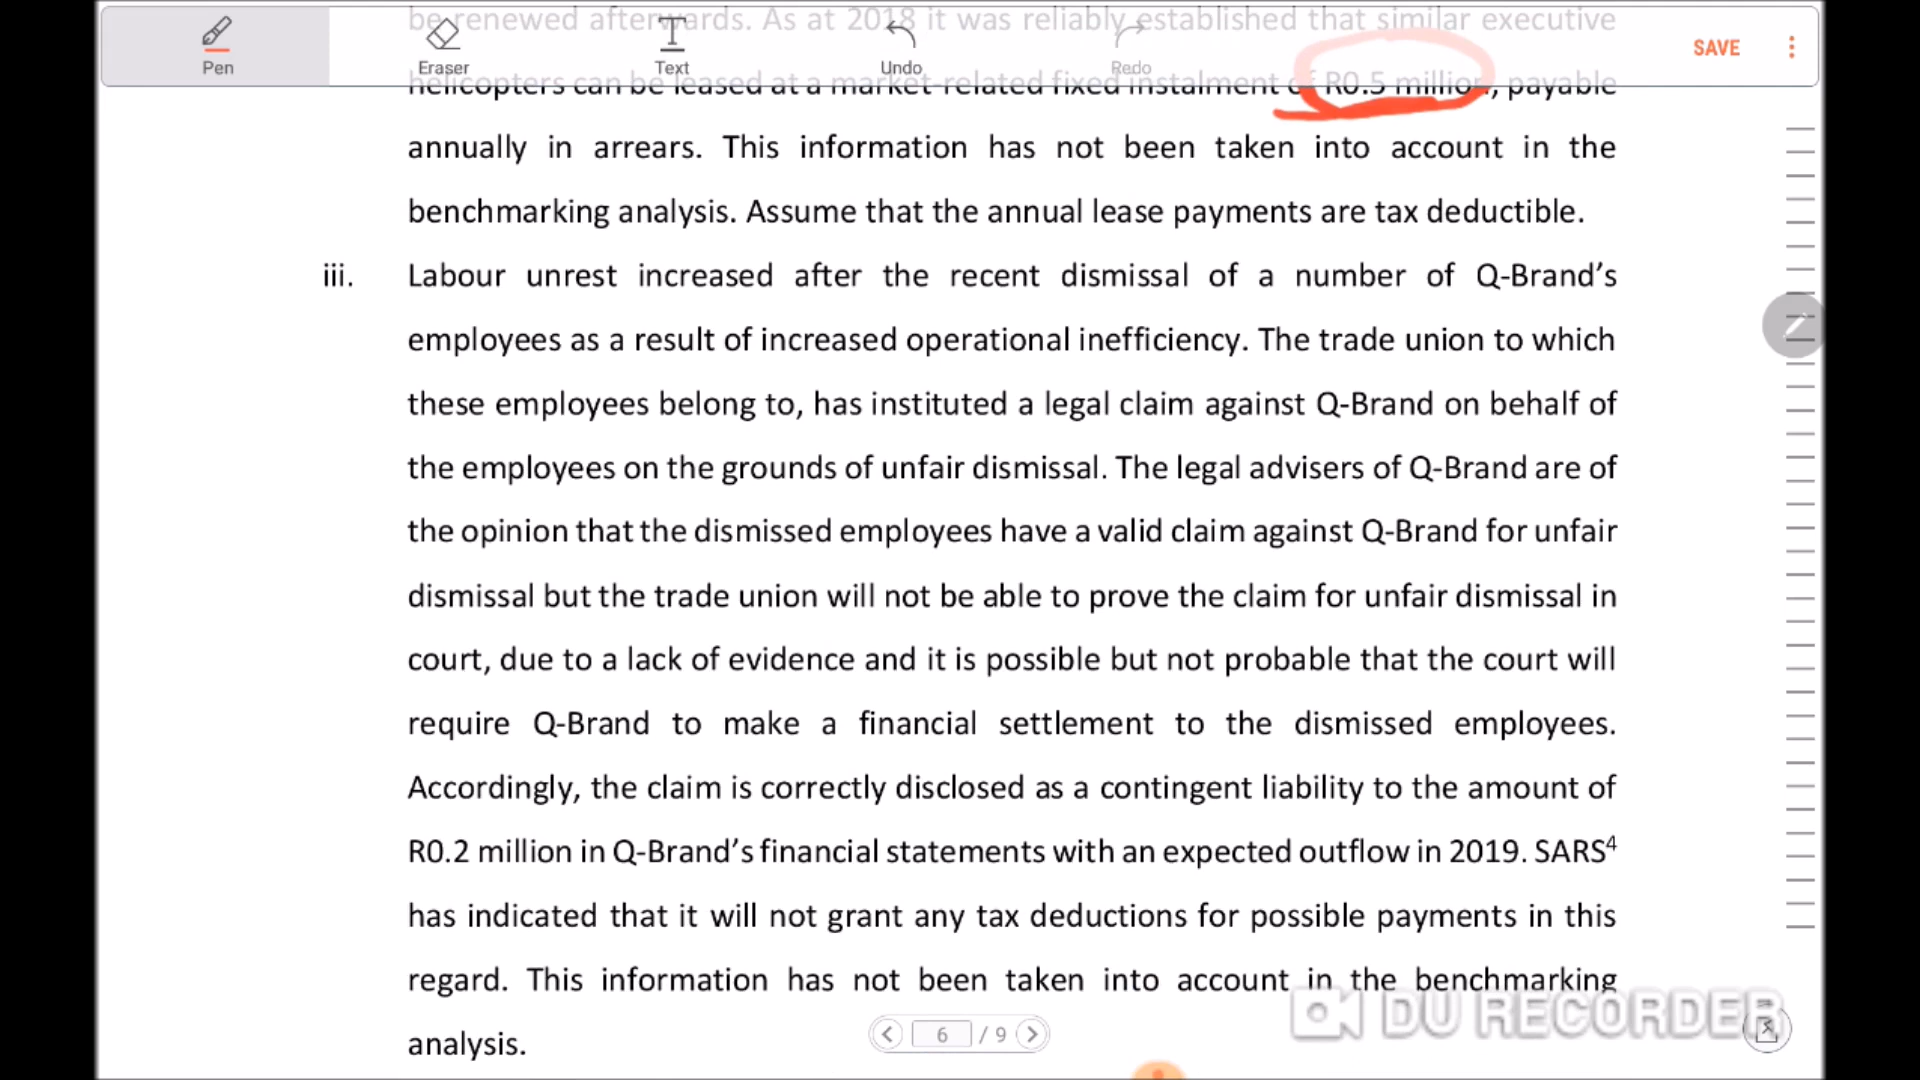 be renewed afterwards. As at 2018 it was reliably established that similar executive
Pen
Eraser
Text
Undo
Redo
SAVE
helicopters can be leased at a market-related fixed instalment of R0.5 million, payable
annually in arrears. This information has not been taken into account in the
benchmarking analysis. Assume that the annual lease payments are tax deductible.
iii. Labour unrest increased after the recent dismissal of a number of Q-Brand’s
employees as a result of increased operational inefficiency. The trade union to which
these employees belong to, has instituted a legal claim against Q-Brand on behalf of
the employees on the grounds of unfair dismissal. The legal advisers of Q-Brand are of
the opinion that the dismissed employees have a valid claim against Q-Brand for unfair
dismissal but the trade union will not be able to prove the claim for unfair dismissal in
court, due to a lack of evidence and it is possible but not probable that the court will
require Q-Brand to make a financial settlement to the dismissed employees.
Accordingly, the claim is correctly disclosed as a contingent liability to the amount of
R0.2 million in Q-Brand’s financial statements with an expected outflow in 2019. SARS⁴
has indicated that it will not grant any tax deductions for possible payments in this
regard. This information has not been taken into account in the benchmarking
analysis.
6 / 9
DU RECORDER